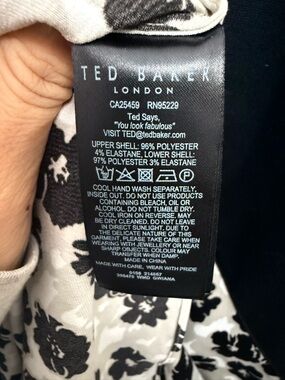 TED BAKER
LONDON
CA25459 RN95229
Ted Says,
"You look fabulous"
VISIT TED@tedbaker.com
UPPER SHELL: 96% POLYESTER
4% ELASTANE, LOWER SHELL:
97% POLYESTER 3% ELASTANE
COOL HAND WASH SEPARATELY,
INSIDE OUT. DO NOT USE PRODUCTS
CONTAINING BLEACH, OIL OR
ALCOHOL. DO NOT TUMBLE DRY.
COOL IRON ON REVERSE. MAY
BE DRY CLEANED. DO NOT LEAVE
IN DIRECT SUNLIGHT. DUE TO
THE DELICATE NATURE OF THIS
GARMENT, PLEASE TAKE CARE WHEN
WEARING WITH JEWELLERY OR NEAR
SHARP OBJECTS. COLOUR MAY
TRANSFER WHEN DAMP.
MADE IN CHINA
MADE WITH CARE, WEAR WITH PRIDE
WMD GWIANA